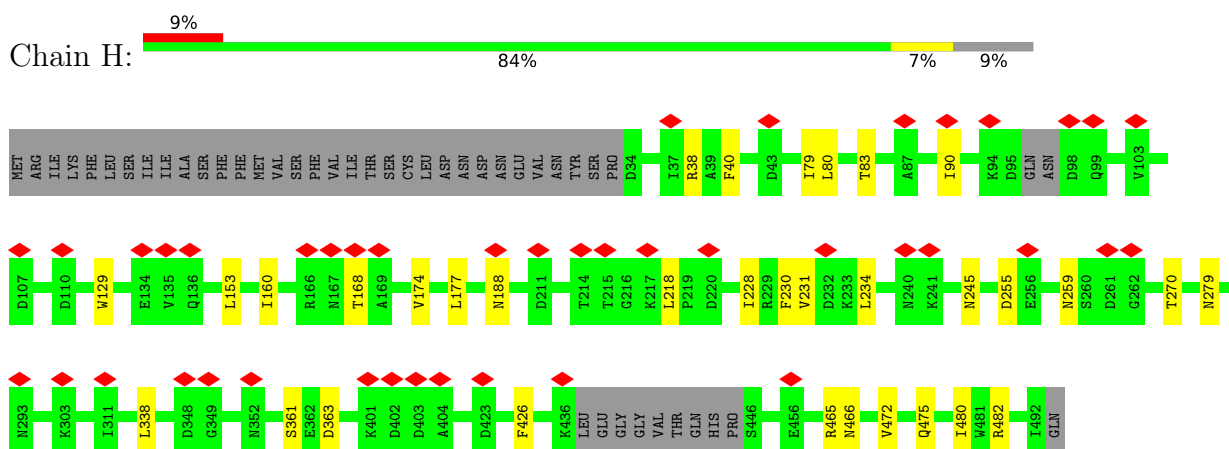 9%
Chain H:
84% 7% 9%
MET ARG ILE LYS PHE LEU SER ILE ILE ALA SER PHE PHE MET VAL SER PHE VAL ILE THR SER CYS LEU ASP ASN ASP ASN GLU VAL ASN TYR SER PRO D34 I37 R38 A39 F40 D43 I79 L80 T83 A87 I90 K94 D95 GLN ASN D98 Q99 V103
D107 D110 W129 E134 V135 Q136 L153 I160 R166 N167 T168 A169 V174 L177 N188 D211 T214 T215 G216 K217 L218 P219 D220 I228 R229 F230 V231 D232 K233 L234 N240 K241 N245 D255 E256 N259 S260 D261 G262 T270 N279
N293 K303 I311 L338 D348 G349 N352 S361 E362 D363 K401 D402 D403 A404 D423 F426 K436 LEU GLU GLY GLY VAL THR GLN HIS PRO S446 E456 R465 N466 V472 Q475 I480 W481 R482 I492 GLN